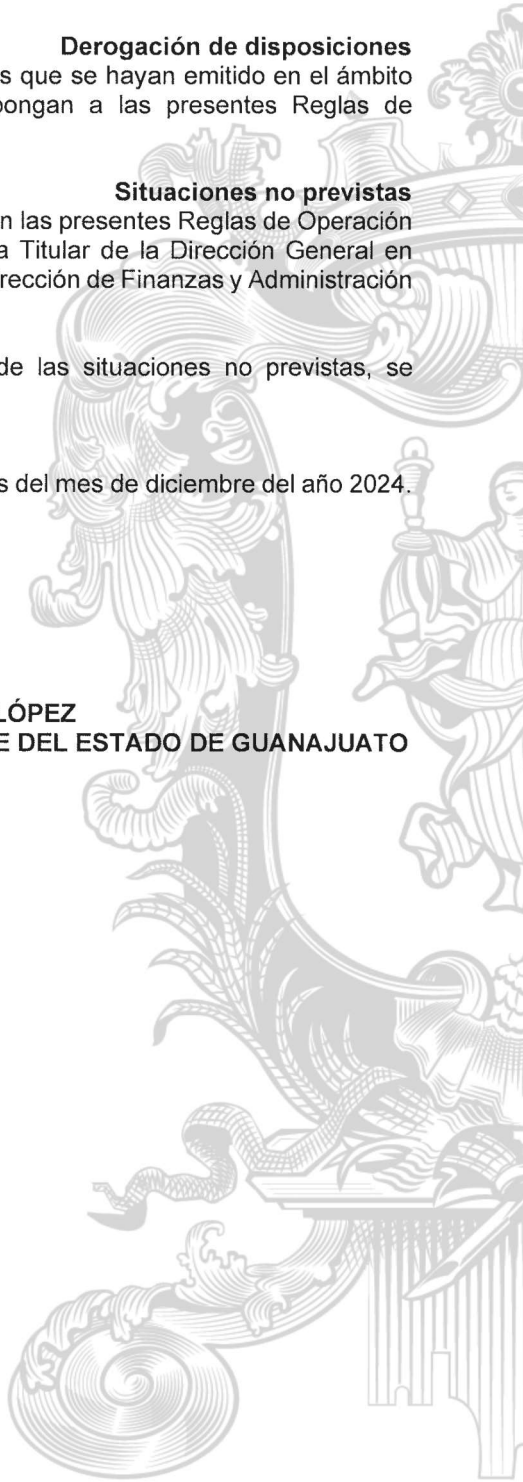 Derogación de disposiciones
s que se hayan emitido en el ámbito
pongan a las presentes Reglas de
Situaciones no previstas
n las presentes Reglas de Operación
a Titular de la Dirección General en
rección de Finanzas y Administración
de las situaciones no previstas, se
s del mes de diciembre del año 2024.
LÓPEZ
E DEL ESTADO DE GUANAJUATO